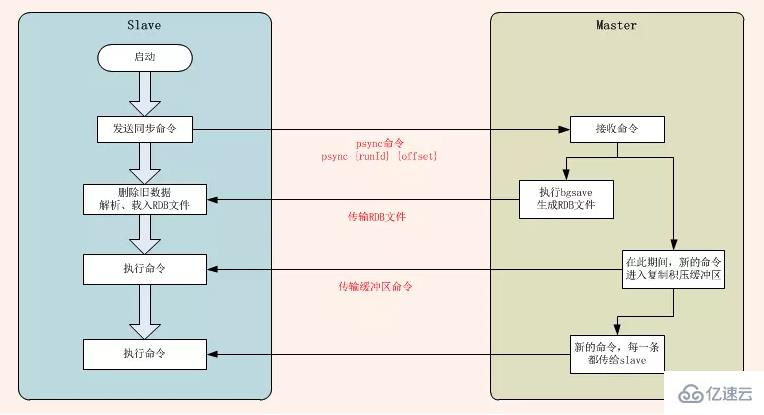 Slave
Master
启动
发送同步命令
接收命令
psync命令
psync {runId} {offset}
删除旧数据
解析、载入RDB文件
执行bgsave
生成RDB文件
传输RDB文件
执行命令
在此期间，新的命令
进入复制积压缓冲区
传输缓冲区命令
执行命令
新的命令，每一条
都传给slave
亿速云